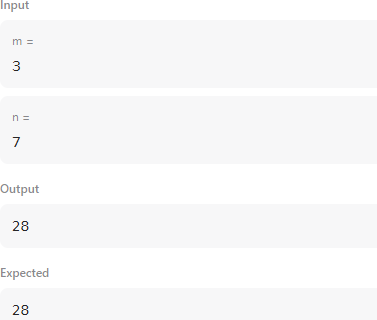 Input
m =
3
n =
7
Output
28
Expected
28